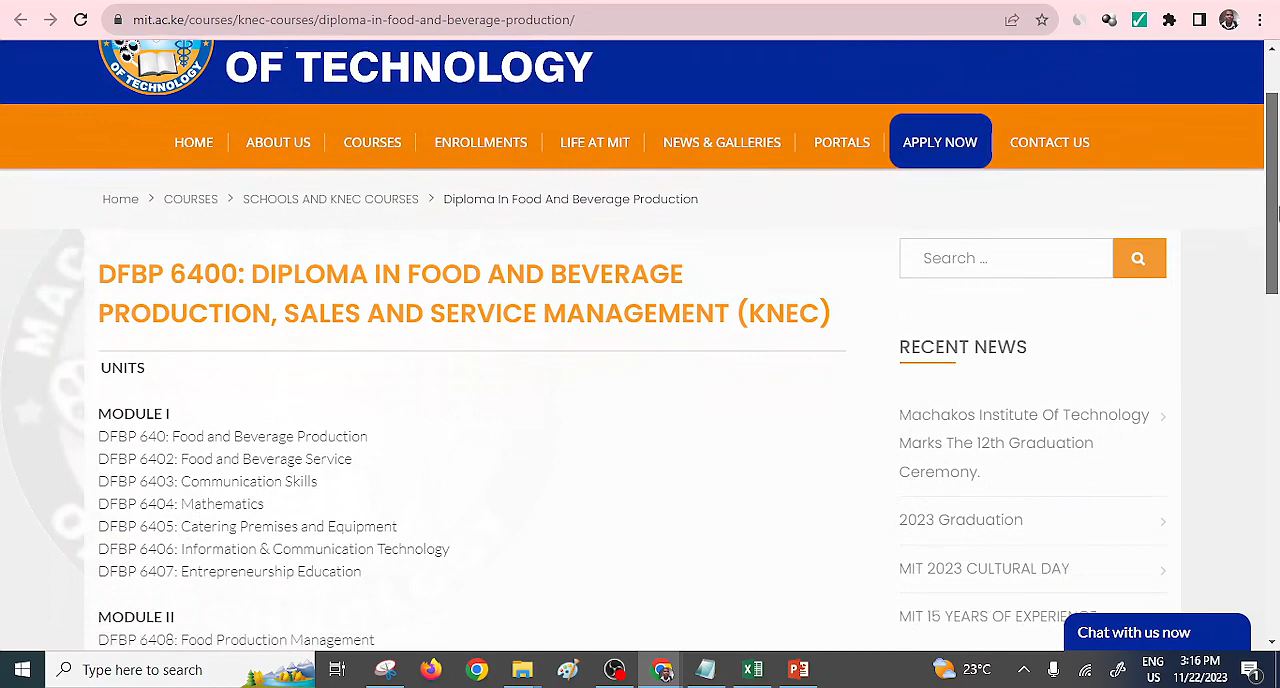 mit.ac.ke/courses/knec-courses/diploma-in-food-and-beverage-production/
OF TECHNOLOGY
OF TECHNOLOGY
HOME
ABOUT US
COURSES
ENROLLMENTS
LIFE AT MIT
NEWS & GALLERIES
PORTALS
APPLY NOW
CONTACT US
Home > COURSES > SCHOOLS AND KNEC COURSES > Diploma In Food And Beverage Production
DFBP 6400: DIPLOMA IN FOOD AND BEVERAGE
PRODUCTION, SALES AND SERVICE MANAGEMENT (KNEC)
UNITS
MODULE I
DFBP 640: Food and Beverage Production
DFBP 6402: Food and Beverage Service
DFBP 6403: Communication Skills
DFBP 6404: Mathematics
DFBP 6405: Catering Premises and Equipment
DFBP 6406: Information & Communication Technology
DFBP 6407: Entrepreneurship Education
MODULE II
DFBP 6408: Food Production Management
Search ...
RECENT NEWS
Machakos Institute Of Technology
Marks The 12th Graduation
Ceremony.
2023 Graduation
MIT 2023 CULTURAL DAY
MIT 15 YEARS OF EXPERIENCE
Chat with us now
Type here to search
23°C
ENG
US
3:16 PM
11/22/2023
1